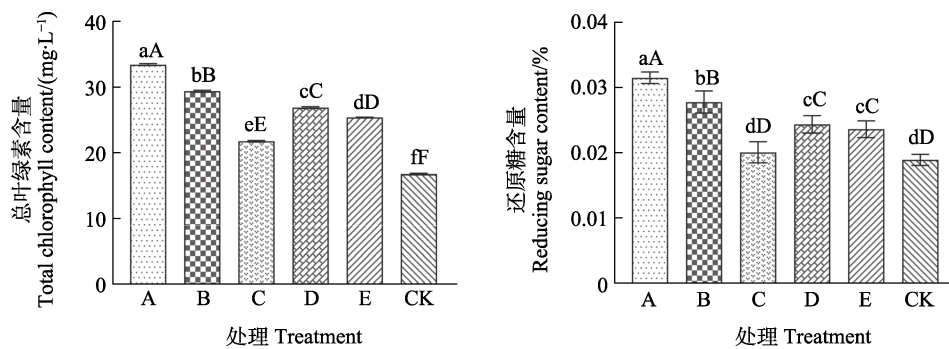 总叶绿素含量
Total chlorophyll content/(mg·L⁻¹)
40
30
20
10
0
aA
bB
eE
cC
dD
fF
A B C D E CK
处理 Treatment
还原糖含量
Reducing sugar content/%
0.04
0.03
0.02
0.01
0
aA
bB
dD
cC
cC
dD
A B C D E CK
处理 Treatment